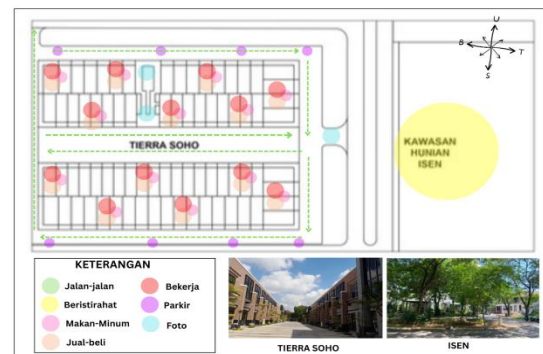 U
B
T
S
TIERRA SOHO
KAWASAN
HUNIAN
ISEN
KETERANGAN
Jalan-jalan
Beristirahat
Makan-Minum
Jual-beli
Bekerja
Parkir
Foto
TIERRA SOHO
ISEN